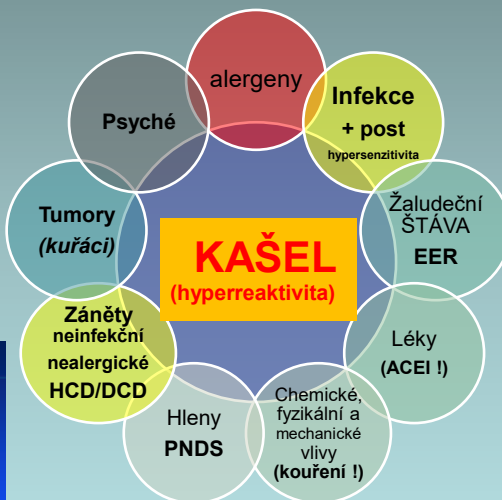 alergeny
Infekce
+ post
hypersenzitivita
Žaludeční
ŠTÁVA
EER
Léky
(ACEI !)
Chemické,
fyzikální a
mechanické
vlivy
(kouření !)
Hleny
PNDS
Záněty
neinfekční
nealergické
HCD/DCD
Tumory
(kuřáci)
Psyché
KAŠEL
(hyperreaktivita)